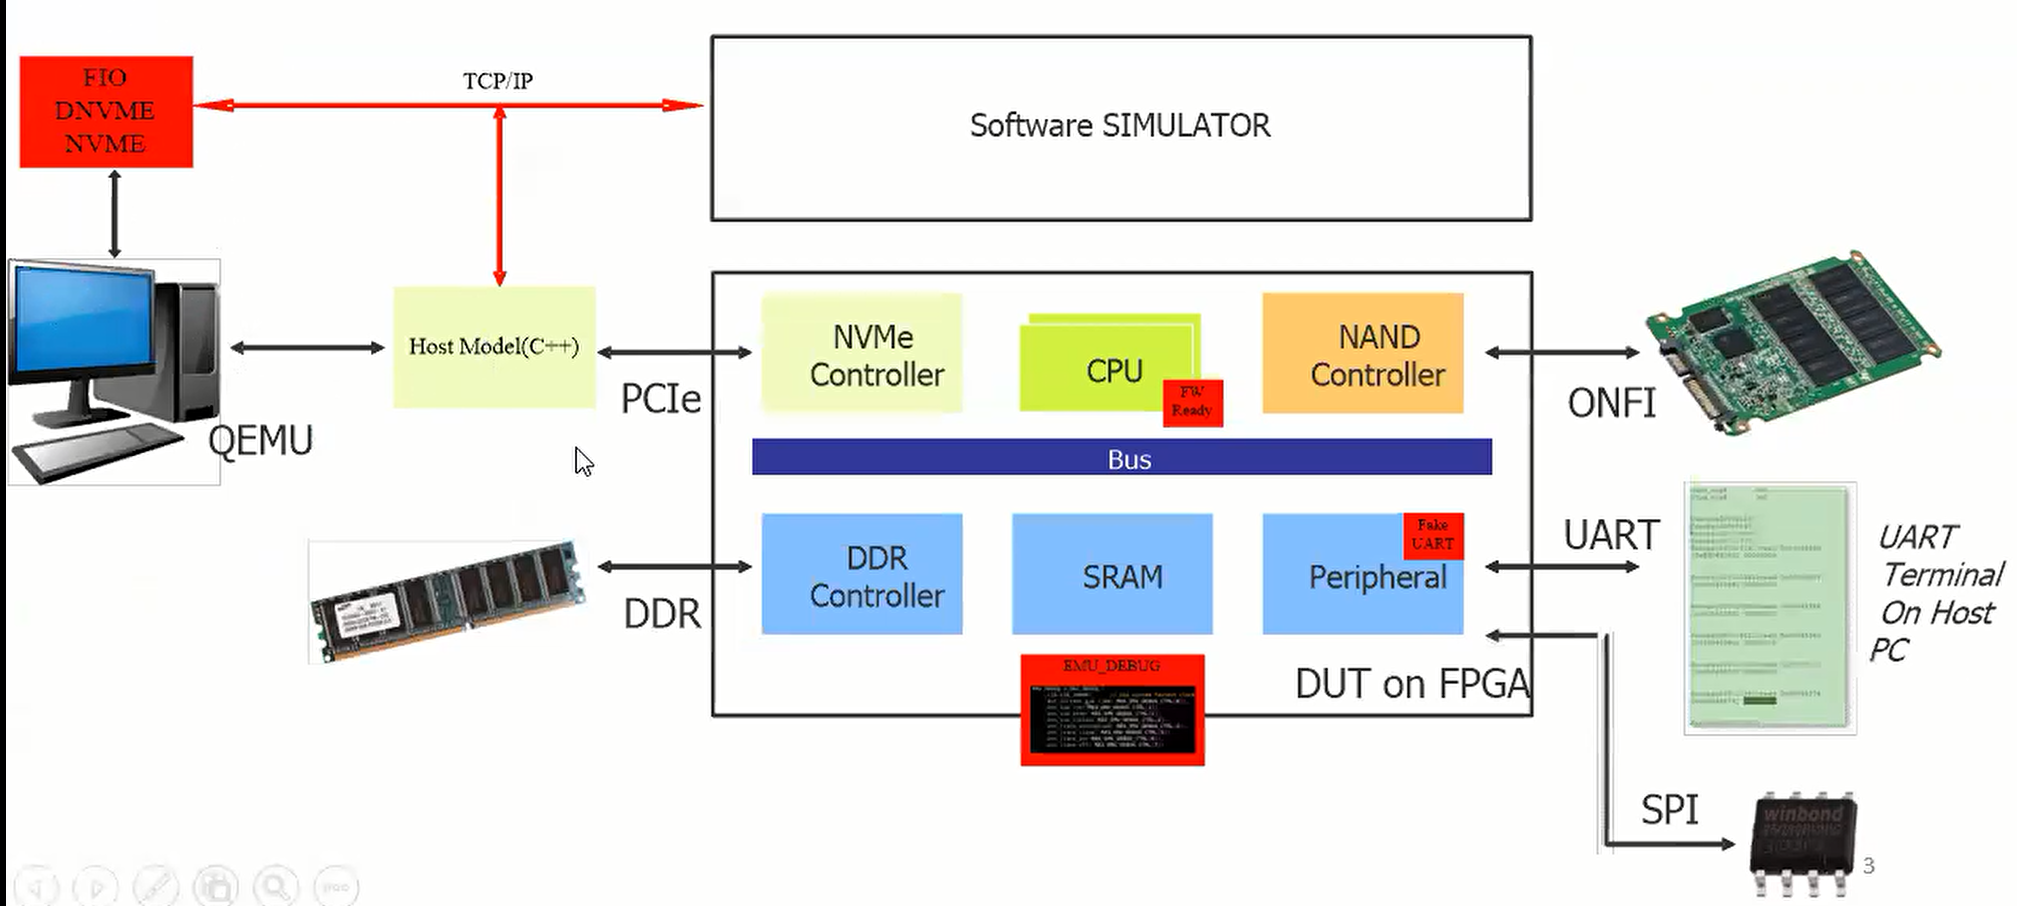 FIO
DNVME
NVME
TCP/IP
Software SIMULATOR
QEMU
Host Model(C++)
PCIe
NVMe
Controller
CPU
FW
Ready
NAND
Controller
ONFI
Bus
DDR
DDR
Controller
SRAM
Fake
UART
Peripheral
UART
UART
Terminal
On Host
PC
EMU_DEBUG
DUT on FPGA
SPI
winbond
3